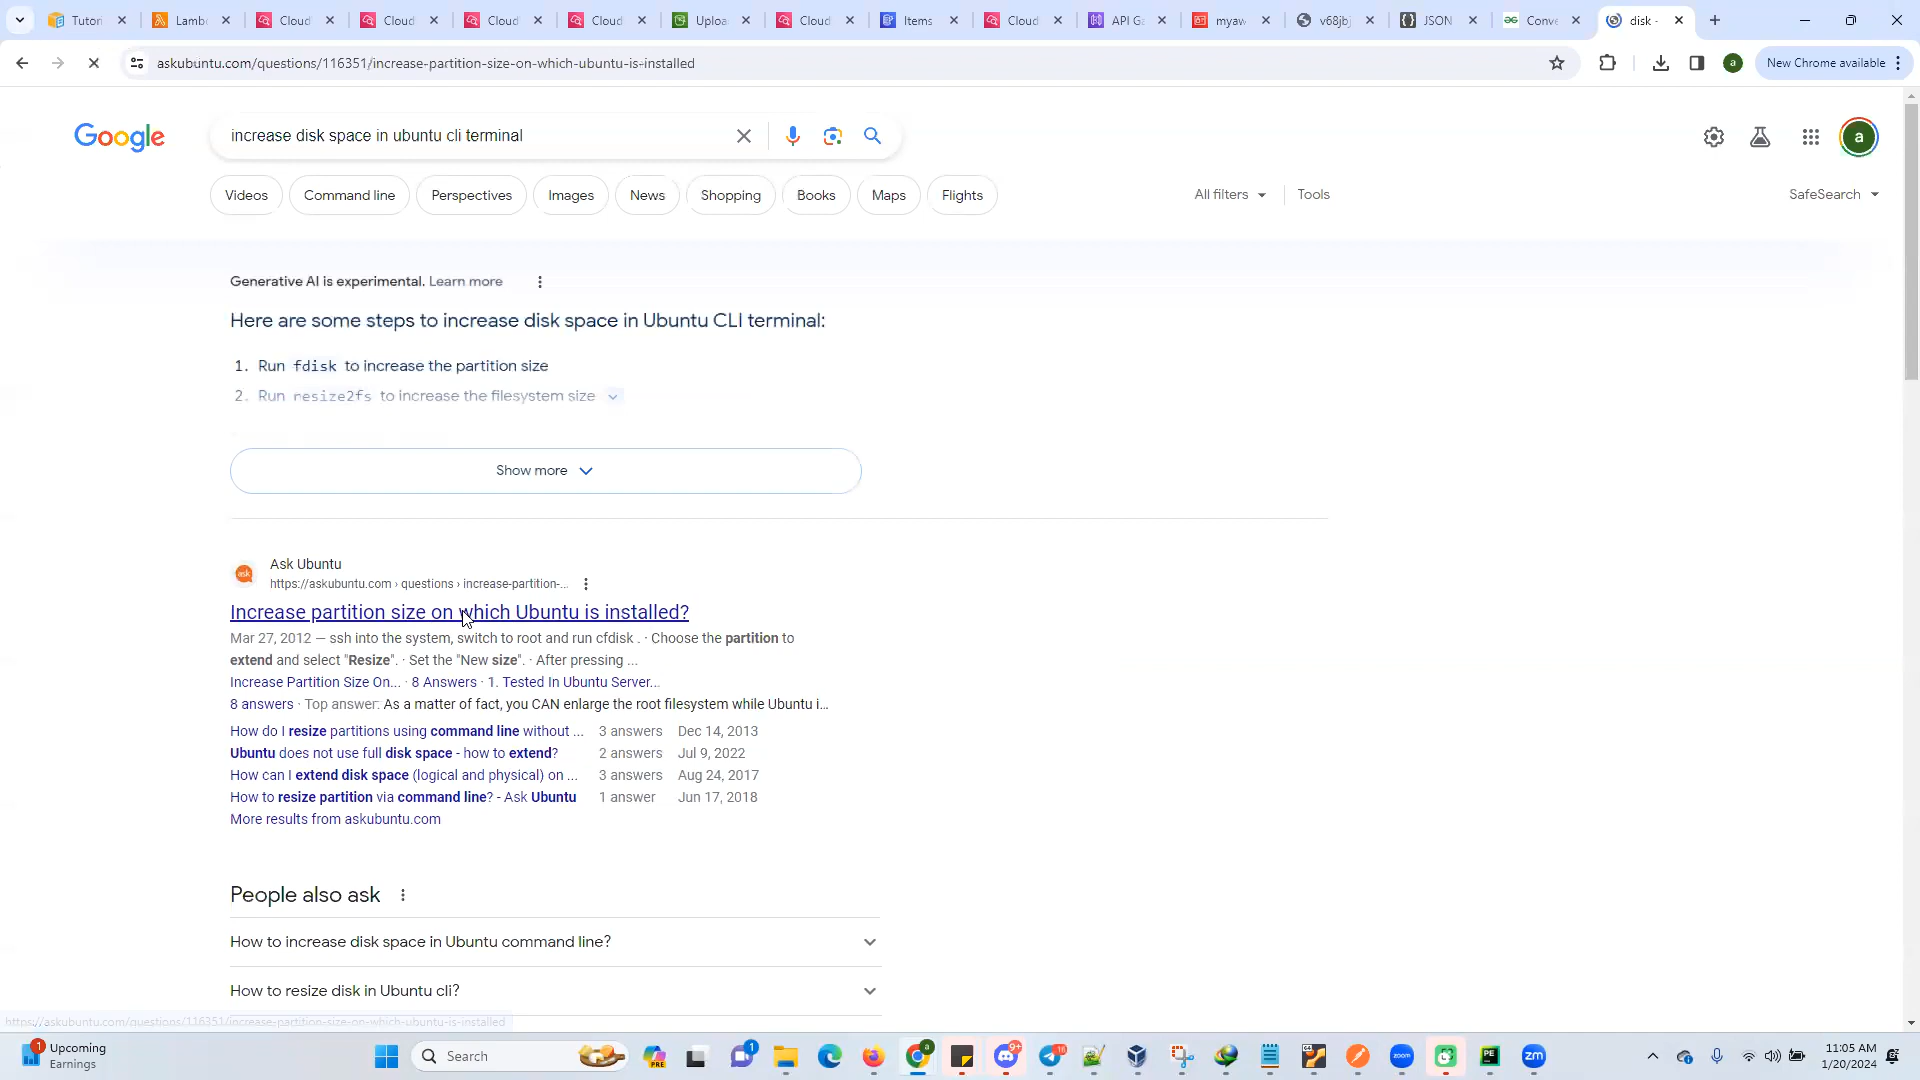 Tutori
Lambo
Cloud
Cloud
Cloud
Cloud
Uploa
Cloud
Items
Cloud
API Ga
myaw
v68jbj
JSON
Conve
disk -
askubuntu.com/questions/116351/increase-partition-size-on-which-ubuntu-is-installed
a
New Chrome available
Google
increase disk space in ubuntu cli terminal
a
Videos
Command line
Perspectives
Images
News
Shopping
Books
Maps
Flights
All filters
Tools
SafeSearch
Generative AI is experimental. Learn more
Here are some steps to increase disk space in Ubuntu CLI terminal:
1. Run fdisk to increase the partition size
2. Run resize2fs to increase the filesystem size
Show more
ask
Ask Ubuntu
https://askubuntu.com › questions › increase-partition-...
Increase partition size on which Ubuntu is installed?
Mar 27, 2012 — ssh into the system, switch to root and run cfdisk . · Choose the partition to
extend and select "Resize". · Set the "New size". · After pressing ...
Increase Partition Size On... · 8 Answers · 1. Tested In Ubuntu Server...
8 answers · Top answer: As a matter of fact, you CAN enlarge the root filesystem while Ubuntu i...
How do I resize partitions using command line without ... 3 answers Dec 14, 2013
Ubuntu does not use full disk space - how to extend? 2 answers Jul 9, 2022
How can I extend disk space (logical and physical) on ... 3 answers Aug 24, 2017
How to resize partition via command line? - Ask Ubuntu 1 answer Jun 17, 2018
More results from askubuntu.com
People also ask
How to increase disk space in Ubuntu command line?
How to resize disk in Ubuntu cli?
https://askubuntu.com/questions/116351/increase-partition-size-on-which-ubuntu-is-installed
1
Upcoming
Earnings
Search
PRE
1
a
9+
zoom
PE
zm
11:05 AM
1/20/2024